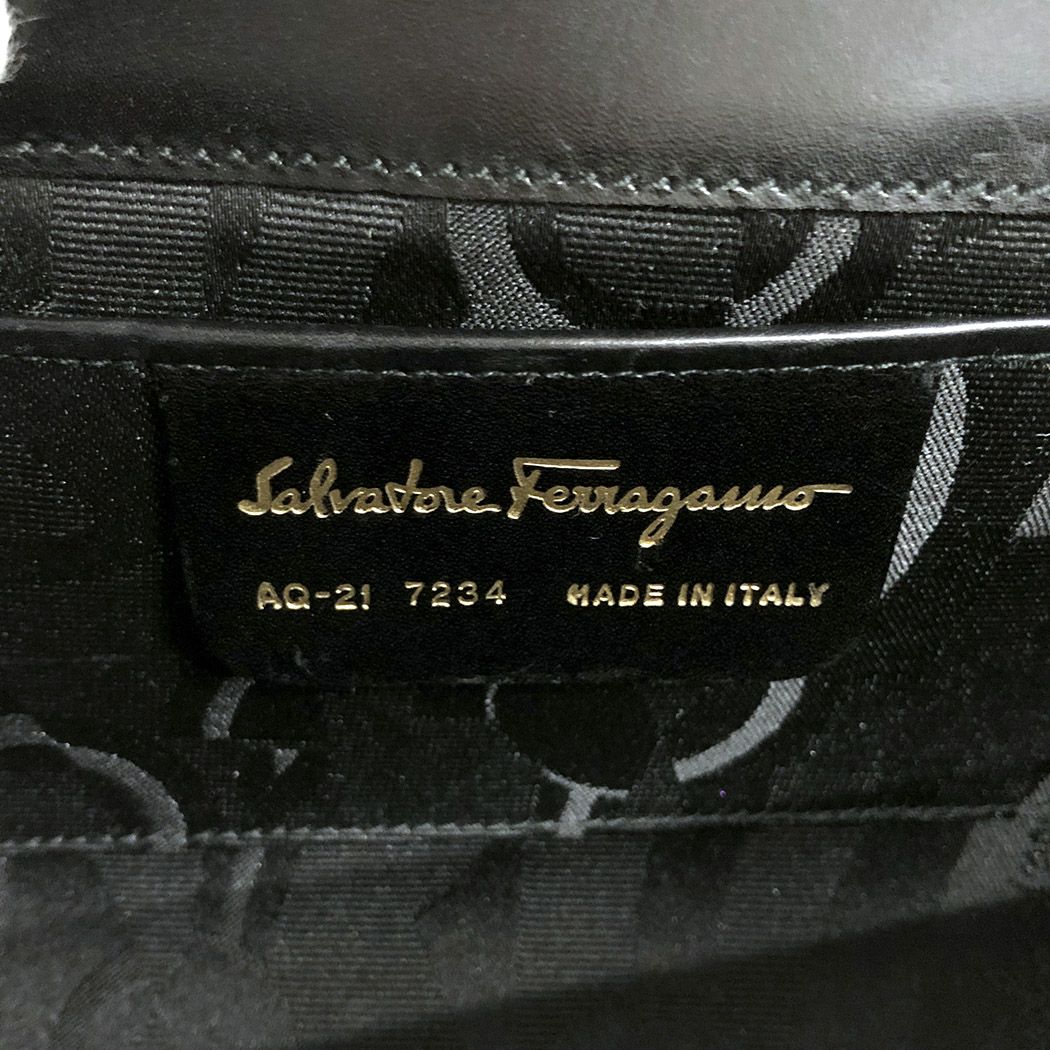 Salvatore Ferragamo
AQ-21 7234 MADE IN ITALY